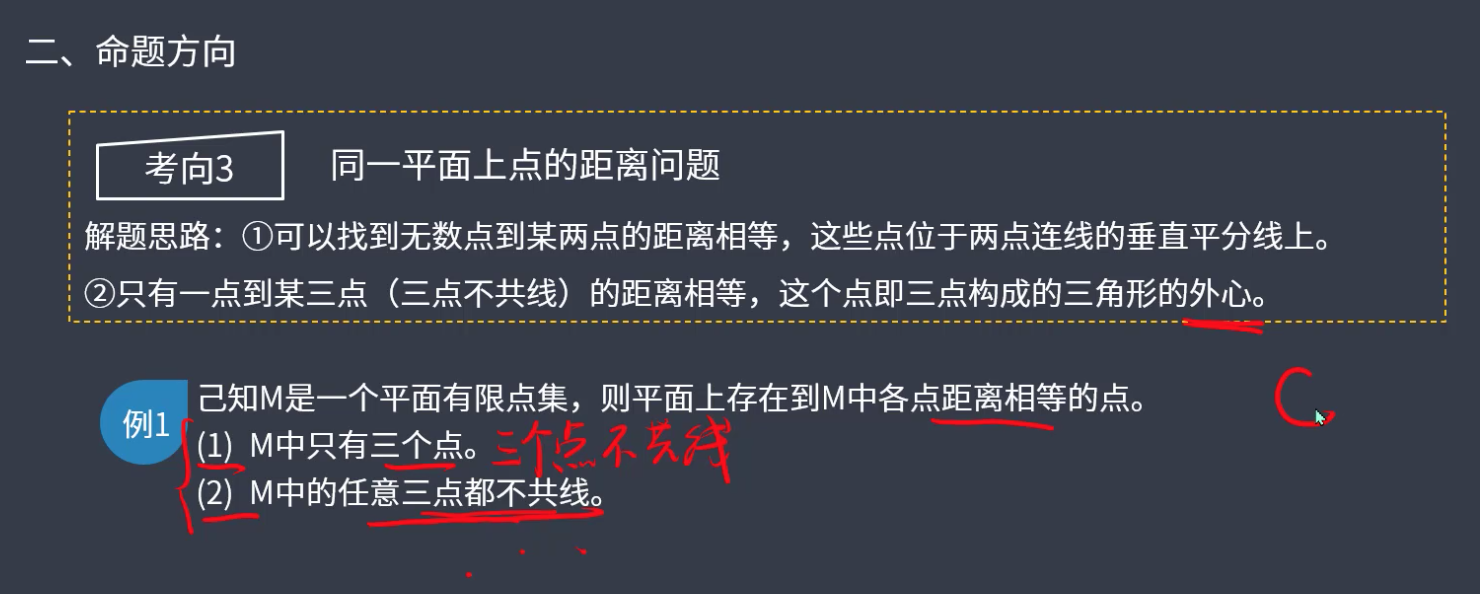 二、命题方向
考向3
同一平面上点的距离问题
解题思路：①可以找到无数点到某两点的距离相等，这些点位于两点连线的垂直平分线上。
②只有一点到某三点（三点不共线）的距离相等，这个点即三点构成的三角形的外心。
例1
己知M是一个平面有限点集，则平面上存在到M中各点距离相等的点。
C
(1) M中只有三个点。三个点不共线
(2) M中的任意三点都不共线。